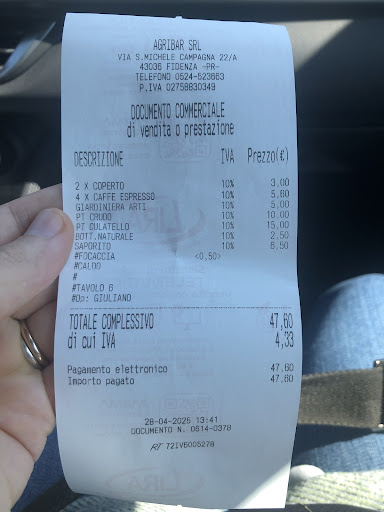 AGRIBAR SRL
VIA S.MICHELE CAMPAGNA 22/A
43036 FIDENZA -PR-
TELEFONO 0524-523663
P.IVA 02758830349
DOCUMENTO COMMERCIALE
di vendita o prestazione
DESCRIZIONE IVA Prezzo(€)
2 X COPERTO 10% 3,00
4 X CAFFE ESPRESSO 10% 5,60
GIARDINIERA ARTI 10% 5,00
PT CRUDO 10% 10,00
PT CULATELLO 10% 15,00
BOTT.NATURALE 10% 2,50
SAPORITO 10% 6,50
#FOCACCIA <0,50>
#CALDO
#
#TAVOLO 6
#Op: GIULIANO
TOTALE COMPLESSIVO 47,60
di cui IVA 4,33
Pagamento elettronico 47,60
Importo pagato 47,60
28-04-2025 13:41
DOCUMENTO N. 0514-0378
RT 72IV6005278